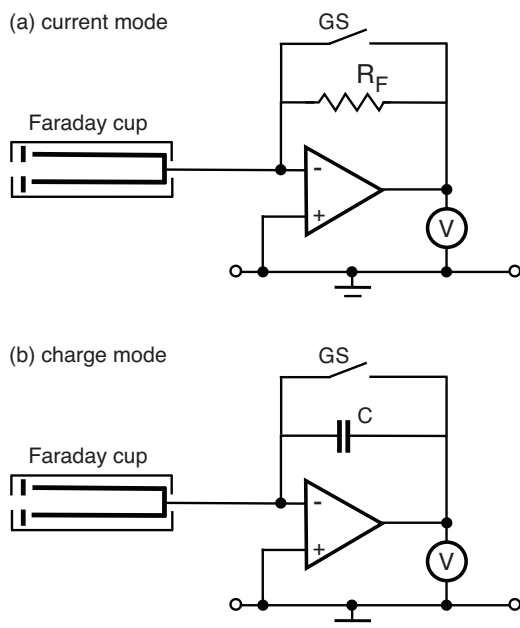 (a) current mode
GS
R_F
Faraday cup
-
+
V
(b) charge mode
GS
C
Faraday cup
-
+
V